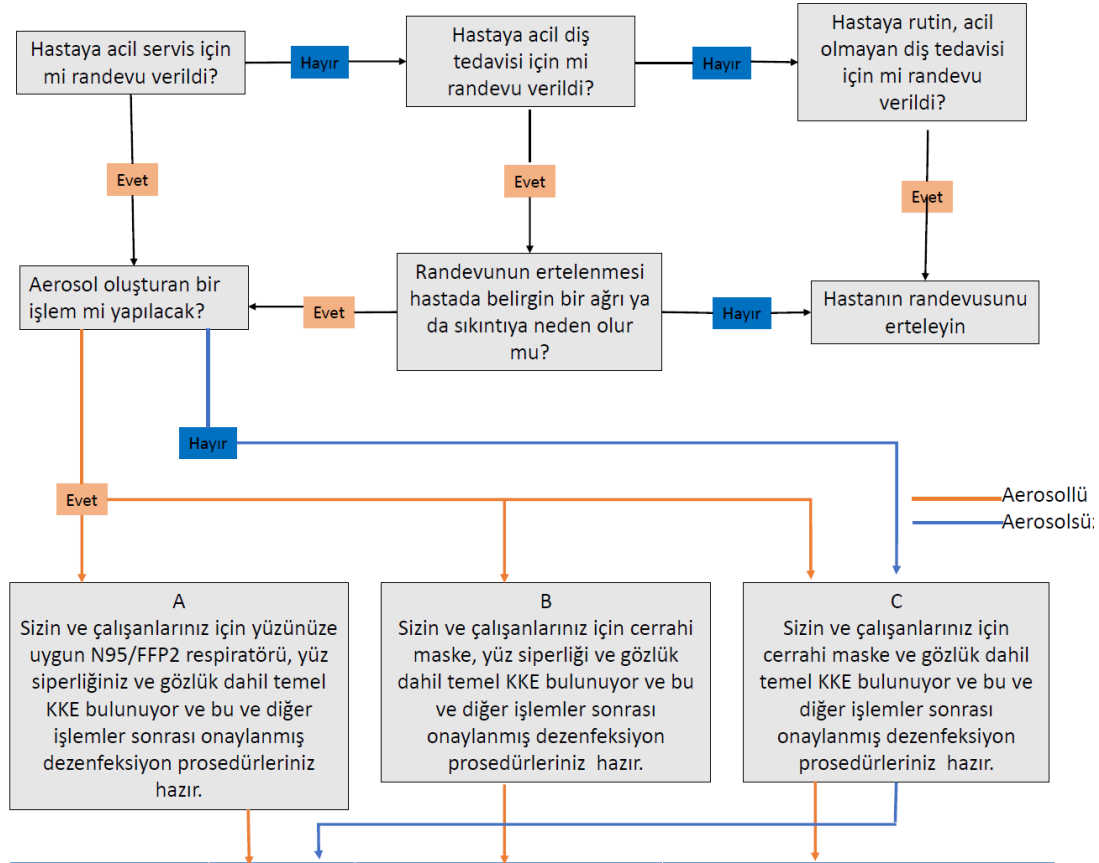 Hastaya acil servis için
mi randevu verildi?
Hayır
Hastaya acil diş
tedavisi için mi
randevu verildi?
Hayır
Hastaya rutin, acil
olmayan diş tedavisi
için mi randevu
verildi?
Evet
Evet
Evet
Aerosol oluşturan bir
işlem mi yapılacak?
Evet
Randevunun ertelenmesi
hastada belirgin bir ağrı ya
da sıkıntıya neden olur
mu?
Hayır
Hastanın randevusunu
erteleyin
Hayır
Evet
Aerosollü
Aerosolsüz
A
Sizin ve çalışanlarınız için yüzünüze
uygun N95/FFP2 respiratörü, yüz
siperliğiniz ve gözlük dahil temel
KKE bulunuyor ve bu ve diğer
işlemler sonrası onaylanmış
dezenfeksiyon prosedürleriniz
hazır.
B
Sizin ve çalışanlarınız için cerrahi
maske, yüz siperliği ve gözlük
dahil temel KKE bulunuyor ve bu
ve diğer işlemler sonrası
onaylanmış dezenfeksiyon
prosedürleriniz hazır.
C
Sizin ve çalışanlarınız için
cerrahi maske ve gözlük dahil
temel KKE bulunuyor ve bu ve
diğer işlemler sonrası
onaylanmış dezenfeksiyon
prosedürleriniz hazır.